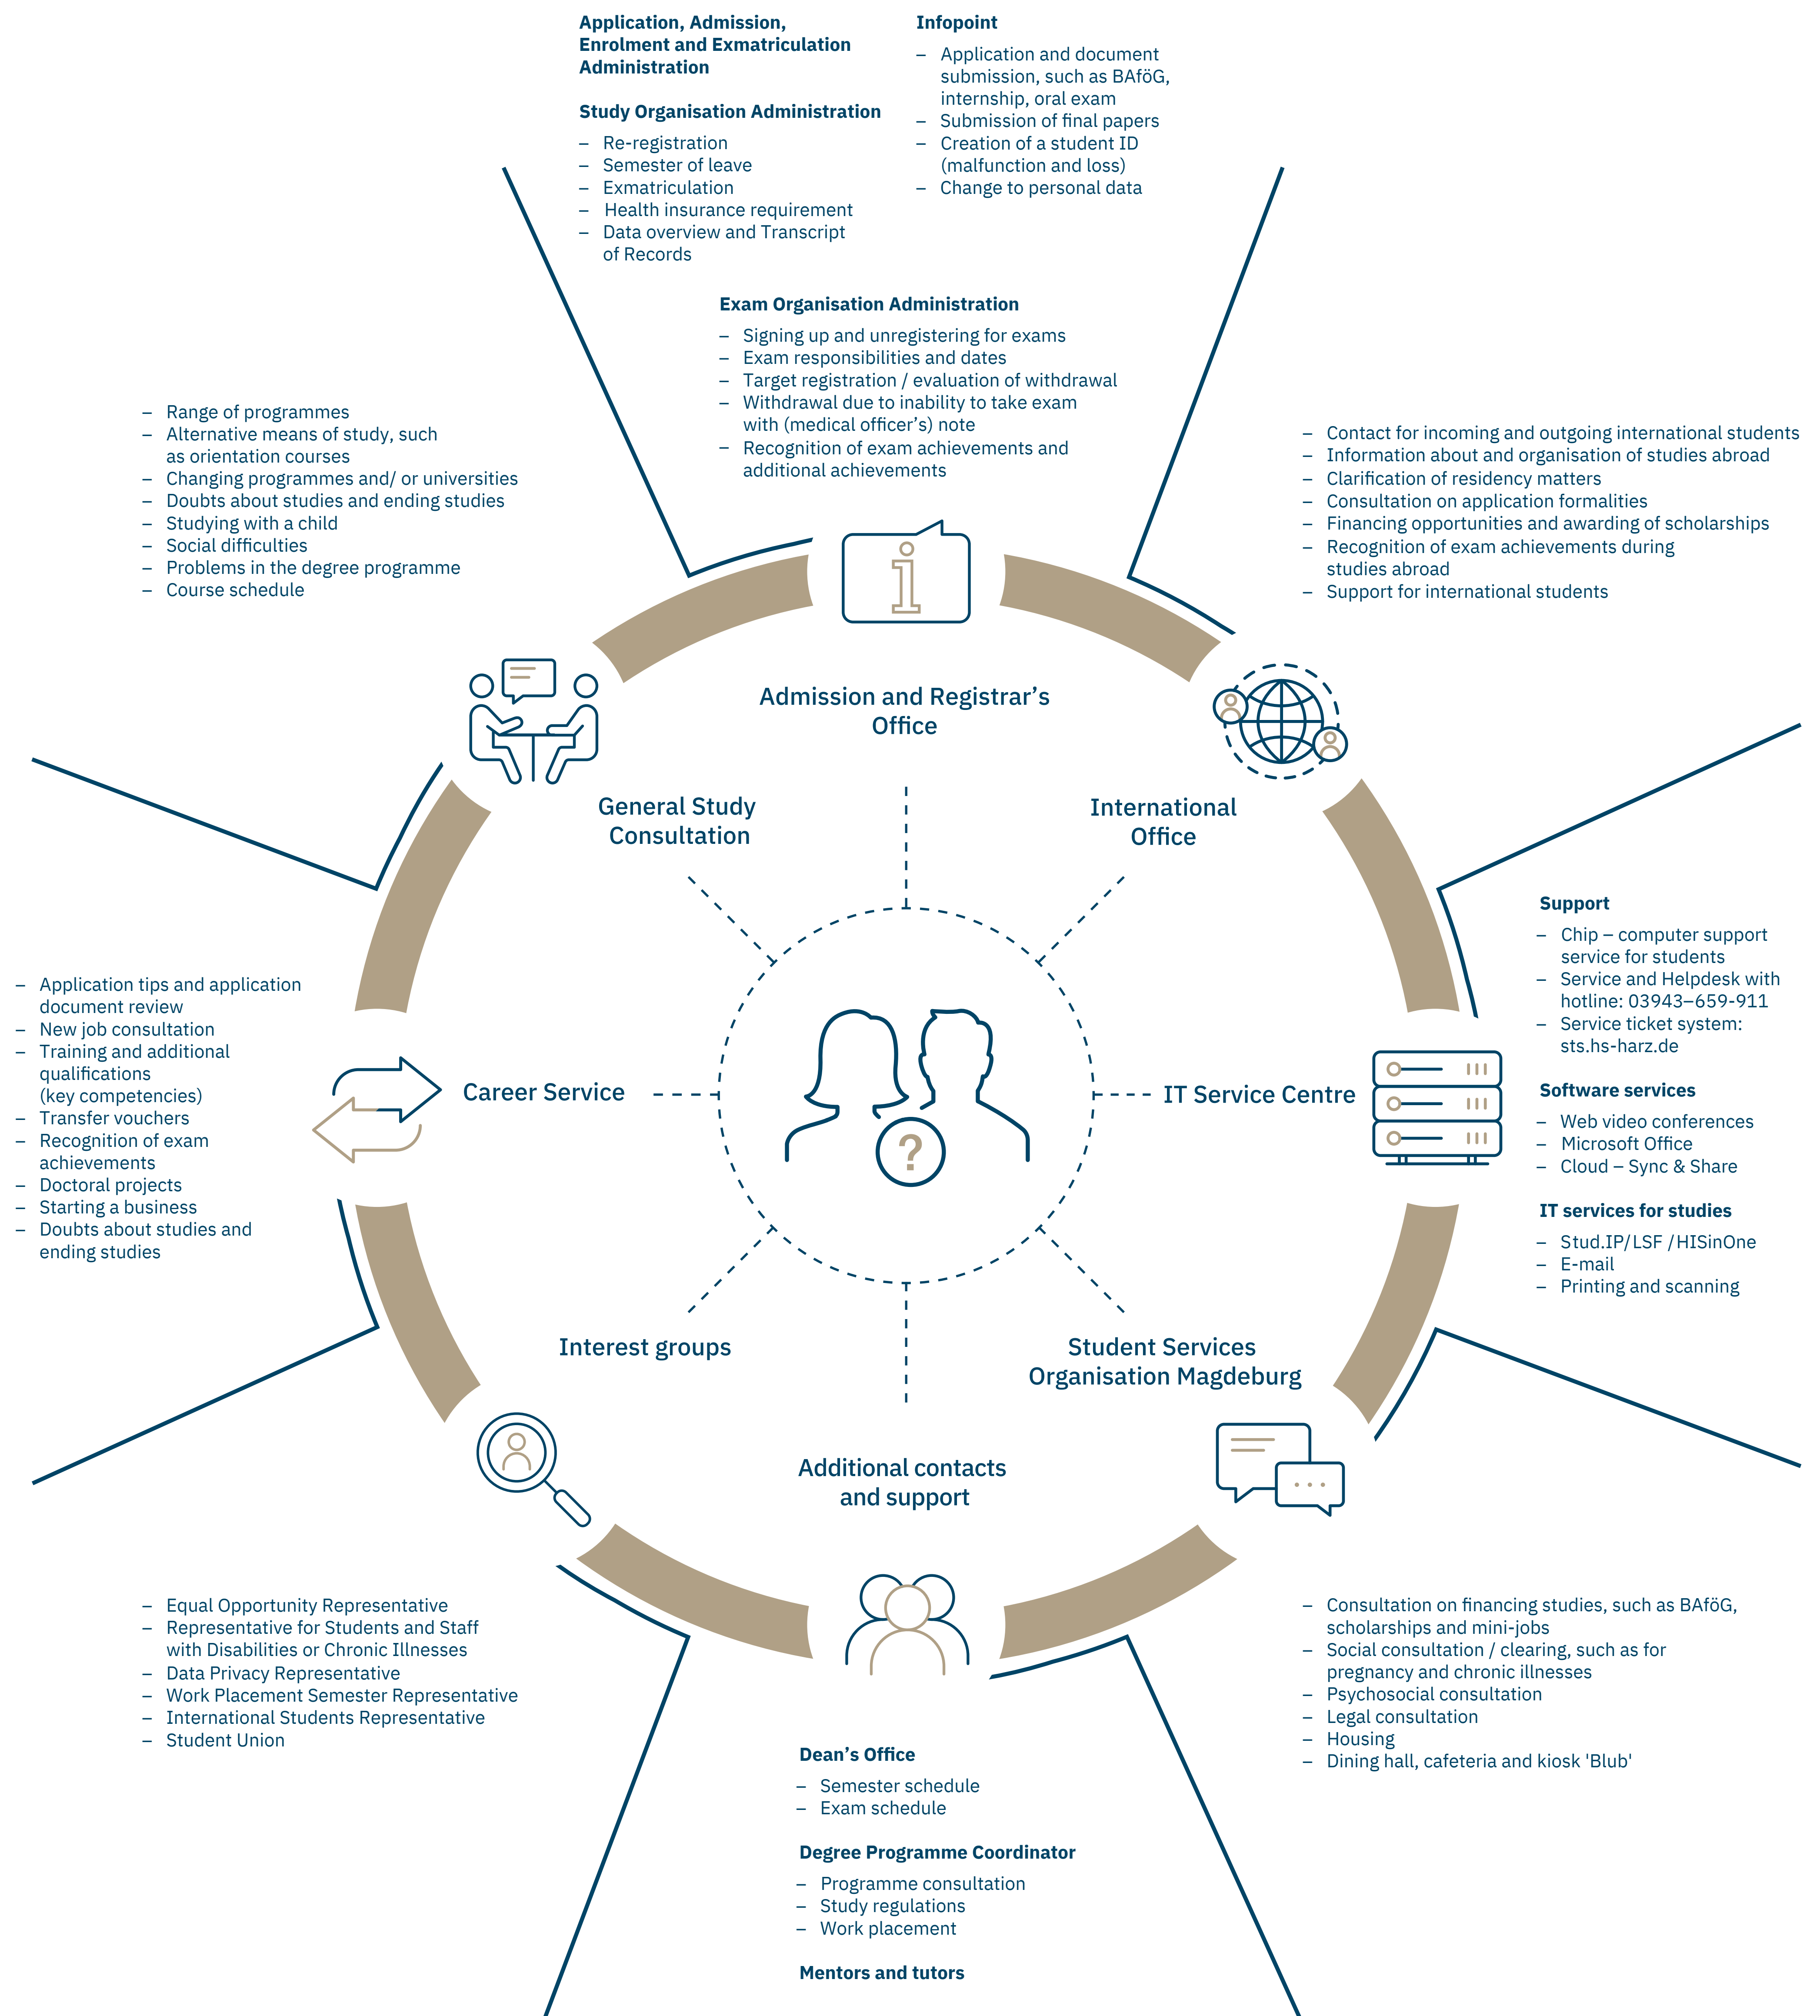 Application, Admission,
Enrolment and Exmatriculation
Administration
Study Organisation Administration
– Re-registration
– Semester of leave
– Exmatriculation
– Health insurance requirement
– Data overview and Transcript
of Records
Infopoint
– Application and document
submission, such as BAföG,
internship, oral exam
– Submission of final papers
– Creation of a student ID
(malfunction and loss)
– Change to personal data
Exam Organisation Administration
– Signing up and unregistering for exams
– Exam responsibilities and dates
– Target registration / evaluation of withdrawal
– Withdrawal due to inability to take exam
with (medical officer’s) note
– Recognition of exam achievements and
additional achievements
– Range of programmes
– Alternative means of study, such
as orientation courses
– Changing programmes and/ or universities
– Doubts about studies and ending studies
– Studying with a child
– Social difficulties
– Problems in the degree programme
– Course schedule
– Contact for incoming and outgoing international students
– Information about and organisation of studies abroad
– Clarification of residency matters
– Consultation on application formalities
– Financing opportunities and awarding of scholarships
– Recognition of exam achievements during
studies abroad
– Support for international students
i
Admission and Registrar’s
Office
General Study
Consultation
International
Office
Support
– Chip – computer support
service for students
– Service and Helpdesk with
hotline: 03943–659-911
– Service ticket system:
sts.hs-harz.de
Software services
– Web video conferences
– Microsoft Office
– Cloud – Sync & Share
IT services for studies
– Stud.IP/ LSF / HISinOne
– E-mail
– Printing and scanning
– Application tips and application
document review
– New job consultation
– Training and additional
qualifications
(key competencies)
– Transfer vouchers
– Recognition of exam
achievements
– Doctoral projects
– Starting a business
– Doubts about studies and
ending studies
Career Service
IT Service Centre
?
Interest groups
Student Services
Organisation Magdeburg
Additional contacts
and support
– Equal Opportunity Representative
– Representative for Students and Staff
with Disabilities or Chronic Illnesses
– Data Privacy Representative
– Work Placement Semester Representative
– International Students Representative
– Student Union
– Consultation on financing studies, such as BAföG,
scholarships and mini-jobs
– Social consultation / clearing, such as for
pregnancy and chronic illnesses
– Psychosocial consultation
– Legal consultation
– Housing
– Dining hall, cafeteria and kiosk 'Blub'
Dean’s Office
– Semester schedule
– Exam schedule
Degree Programme Coordinator
– Programme consultation
– Study regulations
– Work placement
Mentors and tutors